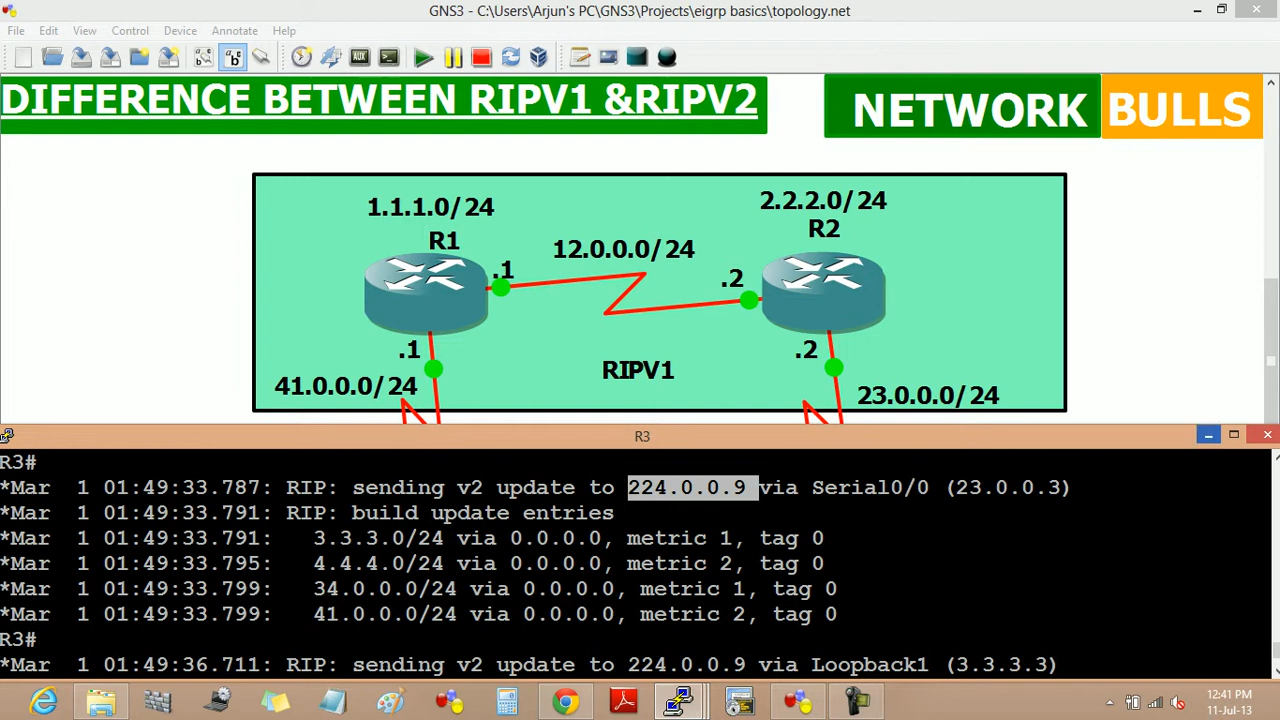 GNS3 - C:\Users\Arjun's PC\GNS3\Projects\eigrp basics\topology.net
File Edit View Control Device Annotate Help
DIFFERENCE BETWEEN RIPV1 &RIPV2
NETWORK BULLS
1.1.1.0/24
2.2.2.0/24
R1
R2
12.0.0.0/24
.1
.2
.1
.2
RIPV1
41.0.0.0/24
23.0.0.0/24
R3
R3#
*Mar  1 01:49:33.787: RIP: sending v2 update to 224.0.0.9 via Serial0/0 (23.0.0.3)
*Mar  1 01:49:33.791: RIP: build update entries
*Mar  1 01:49:33.791:   3.3.3.0/24 via 0.0.0.0, metric 1, tag 0
*Mar  1 01:49:33.795:   4.4.4.0/24 via 0.0.0.0, metric 2, tag 0
*Mar  1 01:49:33.799:   34.0.0.0/24 via 0.0.0.0, metric 1, tag 0
*Mar  1 01:49:33.799:   41.0.0.0/24 via 0.0.0.0, metric 2, tag 0
R3#
*Mar  1 01:49:36.711: RIP: sending v2 update to 224.0.0.9 via Loopback1 (3.3.3.3)
12:41 PM
11-Jul-13